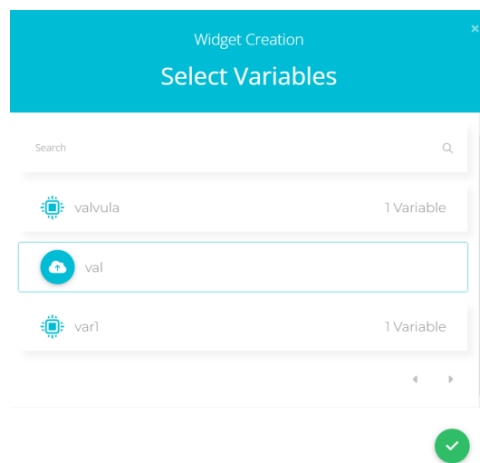 Widget Creation
Select Variables
Search
valvula 1 Variable
val
var1 1 Variable